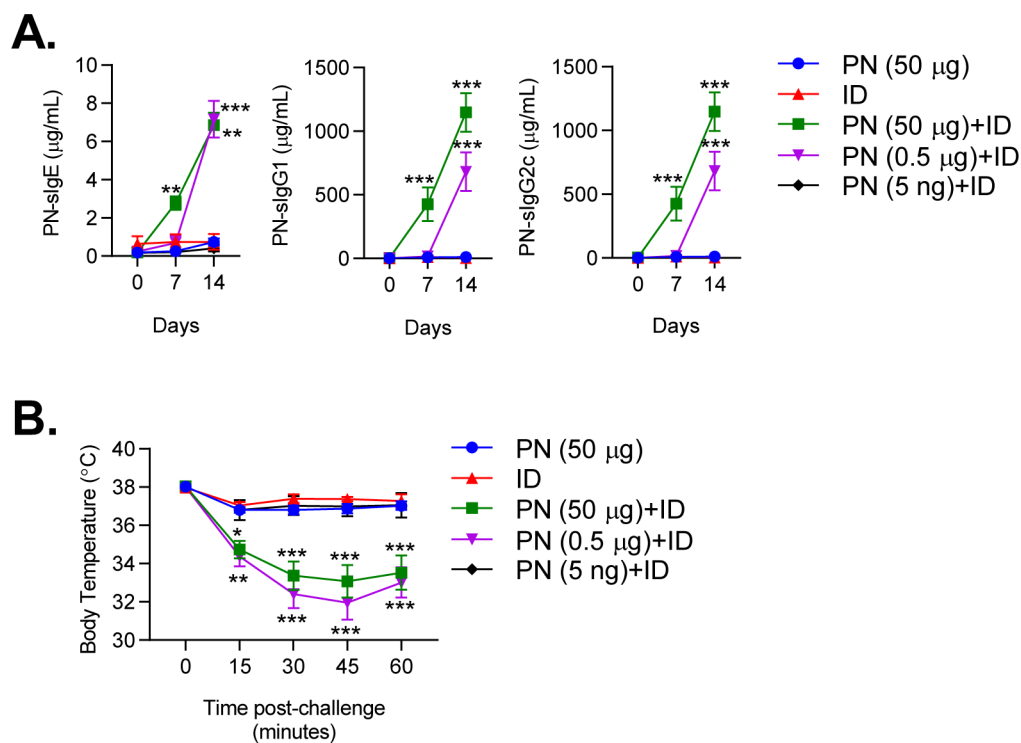 A.
PN-sIgE (μg/mL)
10
8
6
4
2
0
***
**
**
0 7 14
Days
PN-sIgG1 (μg/mL)
1500
1000
500
0
***
***
***
0 7 14
Days
PN-sIgG2c (μg/mL)
1500
1000
500
0
***
***
***
0 7 14
Days
PN (50 μg)
ID
PN (50 μg)+ID
PN (0.5 μg)+ID
PN (5 ng)+ID
B.
Body Temperature (°C)
40
38
36
34
32
30
*
**
***
***
***
***
***
***
0 15 30 45 60
Time post-challenge
(minutes)
PN (50 μg)
ID
PN (50 μg)+ID
PN (0.5 μg)+ID
PN (5 ng)+ID